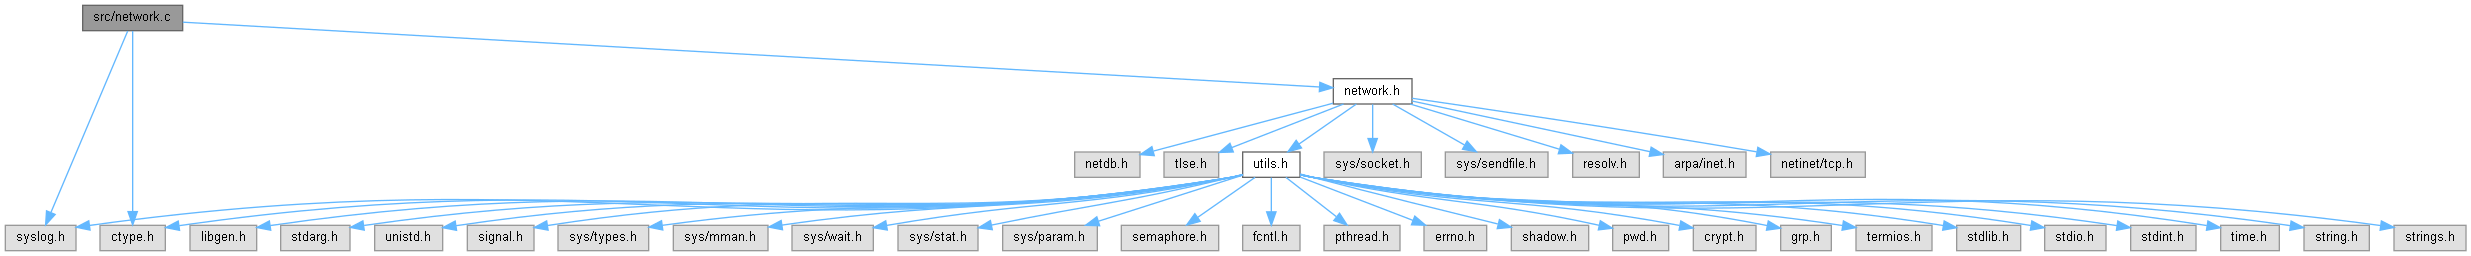 src/network.c
network.h
netdb.h
tlse.h
utils.h
sys/socket.h
sys/sendfile.h
resolv.h
arpa/inet.h
netinet/tcp.h
syslog.h
ctype.h
libgen.h
stdarg.h
unistd.h
signal.h
sys/types.h
sys/mman.h
sys/wait.h
sys/stat.h
sys/param.h
semaphore.h
fcntl.h
pthread.h
errno.h
shadow.h
pwd.h
crypt.h
grp.h
termios.h
stdlib.h
stdio.h
stdint.h
time.h
string.h
strings.h